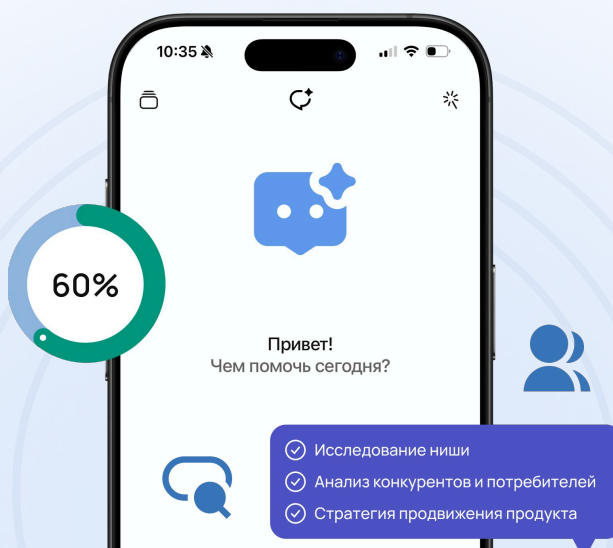 10:35
60%
Привет!
Чем помочь сегодня?
Исследование ниши
Анализ конкурентов и потребителей
Стратегия продвижения продукта